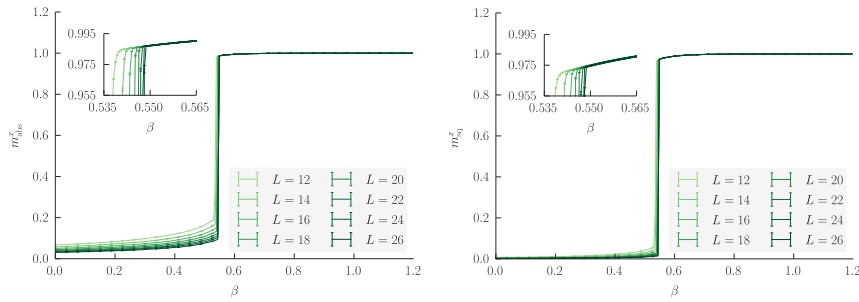 1.2
1.0
0.8
0.6
0.4
0.2
0.0
m^x_abs
0.995
0.975
0.955
0.535 0.550 0.565
β
L = 12 L = 20
L = 14 L = 22
L = 16 L = 24
L = 18 L = 26
0.0 0.2 0.4 0.6 0.8 1.0 1.2
β
1.2
1.0
0.8
0.6
0.4
0.2
0.0
m^x_sq
0.995
0.975
0.955
0.535 0.550 0.565
β
L = 12 L = 20
L = 14 L = 22
L = 16 L = 24
L = 18 L = 26
0.0 0.2 0.4 0.6 0.8 1.0 1.2
β